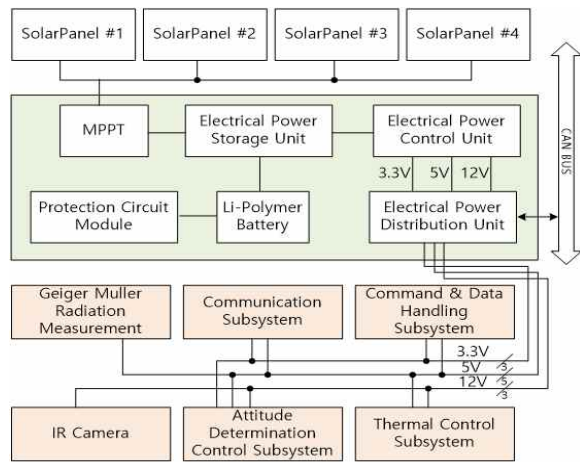 SolarPanel #1
SolarPanel #2
SolarPanel #3
SolarPanel #4
MPPT
Electrical Power
Storage Unit
Electrical Power
Control Unit
3.3V
5V
12V
CAN BUS
Protection Circuit
Module
Li-Polymer
Battery
Electrical Power
Distribution Unit
Geiger Muller
Radiation
Measurement
Communication
Subsystem
Command & Data
Handling
Subsystem
3.3V
3
5V
5
12V
3
IR Camera
Attitude
Determination
Control Subsystem
Thermal Control
Subsystem